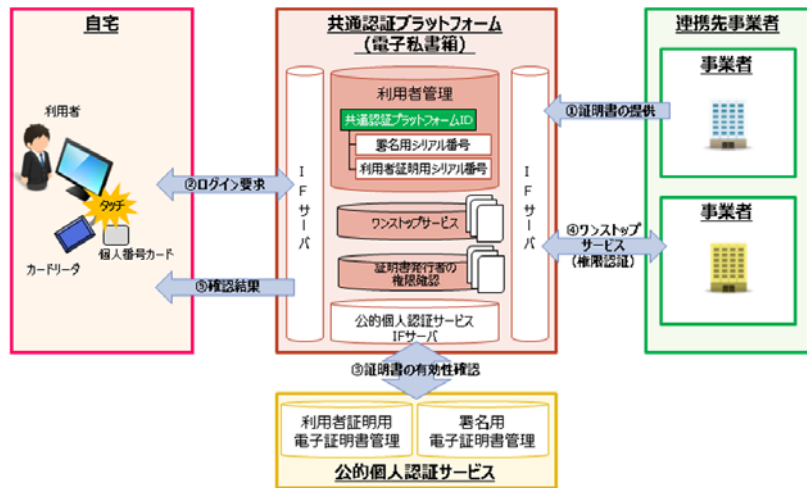 自宅
利用者
タッチ
カードリーダ
個人番号カード
共通認証プラットフォーム
(電子私書箱)
IFサーバ
利用者管理
共通認証プラットフォームID
署名用シリアル番号
利用者証明用シリアル番号
ワンストップサービス
証明書発行者の
権限確認
公的個人認証サービス
IFサーバ
IFサーバ
②ログイン要求
⑤確認結果
①証明書の提供
④ワンストップ
サービス
(権限認証)
③証明書の有効性確認
連携先事業者
事業者
事業者
利用者証明用
電子証明書管理
署名用
電子証明書管理
公的個人認証サービス